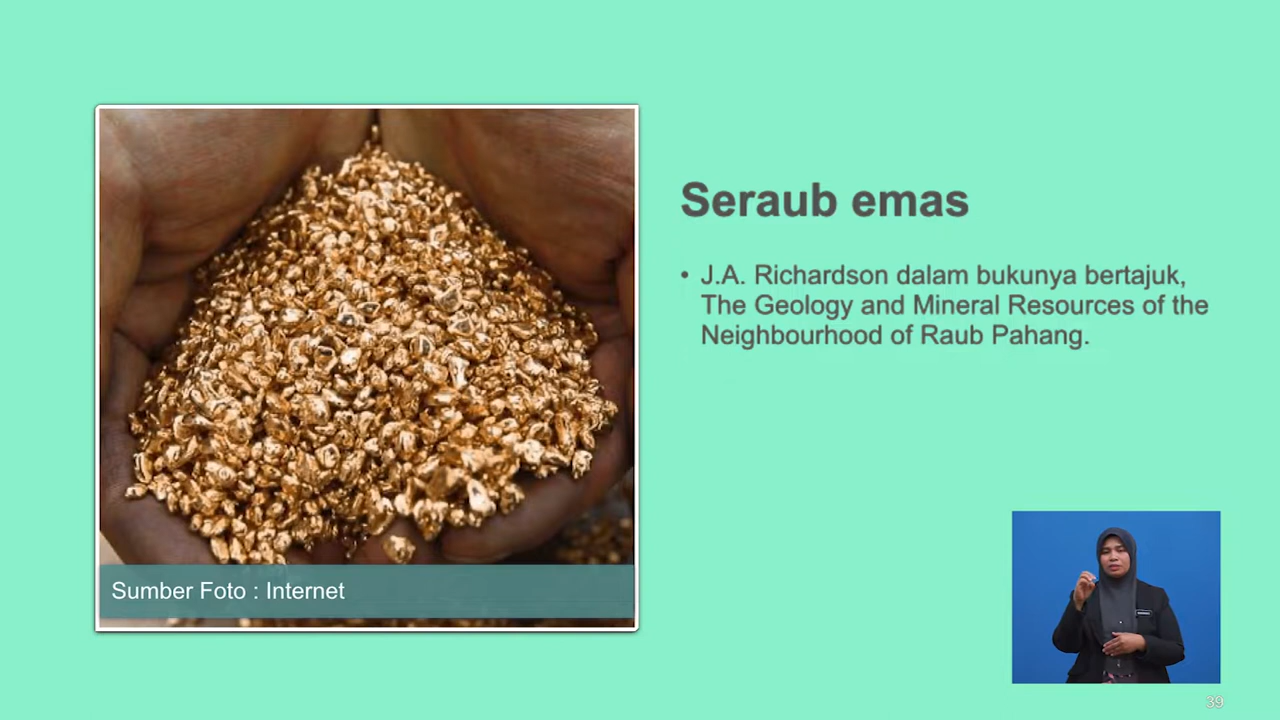 Seraub emas
• J.A. Richardson dalam bukunya bertajuk,
The Geology and Mineral Resources of the
Neighbourhood of Raub Pahang.
Sumber Foto : Internet
39